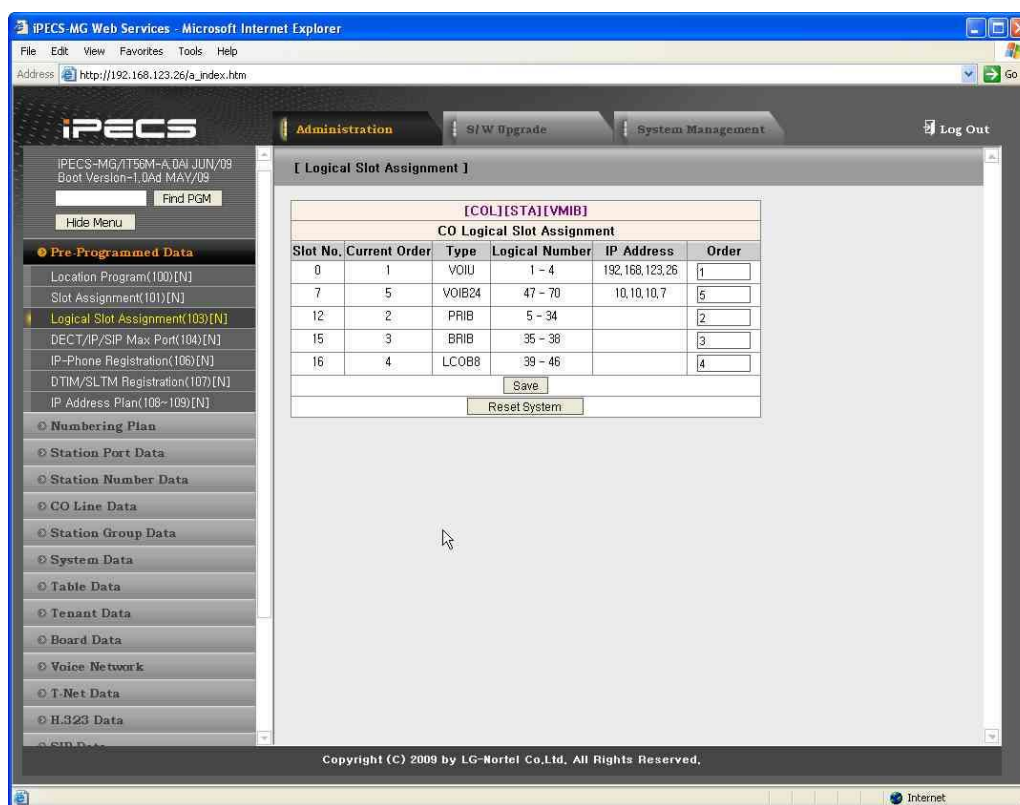 iPECS-MG Web Services - Microsoft Internet Explorer
File Edit View Favorites Tools Help
Address http://192.168.123.26/a_index.htm Go
iPECS
Administration S/W Upgrade System Management Log Out
iPECS-MG/IT56M-A.0AI JUN/09
Boot Version-1.0Ad MAY/09
Find PGM
Hide Menu
Pre-Programmed Data
Location Program(100)[N]
Slot Assignment(101)[N]
Logical Slot Assignment(103)[N]
DECT/IP/SIP Max Port(104)[N]
IP-Phone Registration(106)[N]
DTIM/SLTM Registration(107)[N]
IP Address Plan(108~109)[N]
Numbering Plan
Station Port Data
Station Number Data
CO Line Data
Station Group Data
System Data
Table Data
Tenant Data
Board Data
Voice Network
T-Net Data
H.323 Data
SIP Data
[ Logical Slot Assignment ]
[COL][STA][VMIB]
CO Logical Slot Assignment
Slot No. Current Order Type Logical Number IP Address Order
0 1 VOIU 1 - 4 192.168.123.26 1
7 5 VOIB24 47 - 70 10.10.10.7 5
12 2 PRIB 5 - 34 2
15 3 BRIB 35 - 38 3
16 4 LCOB8 39 - 46 4
Save
Reset System
Copyright (C) 2009 by LG-Nortel Co.Ltd. All Rights Reserved.
Internet